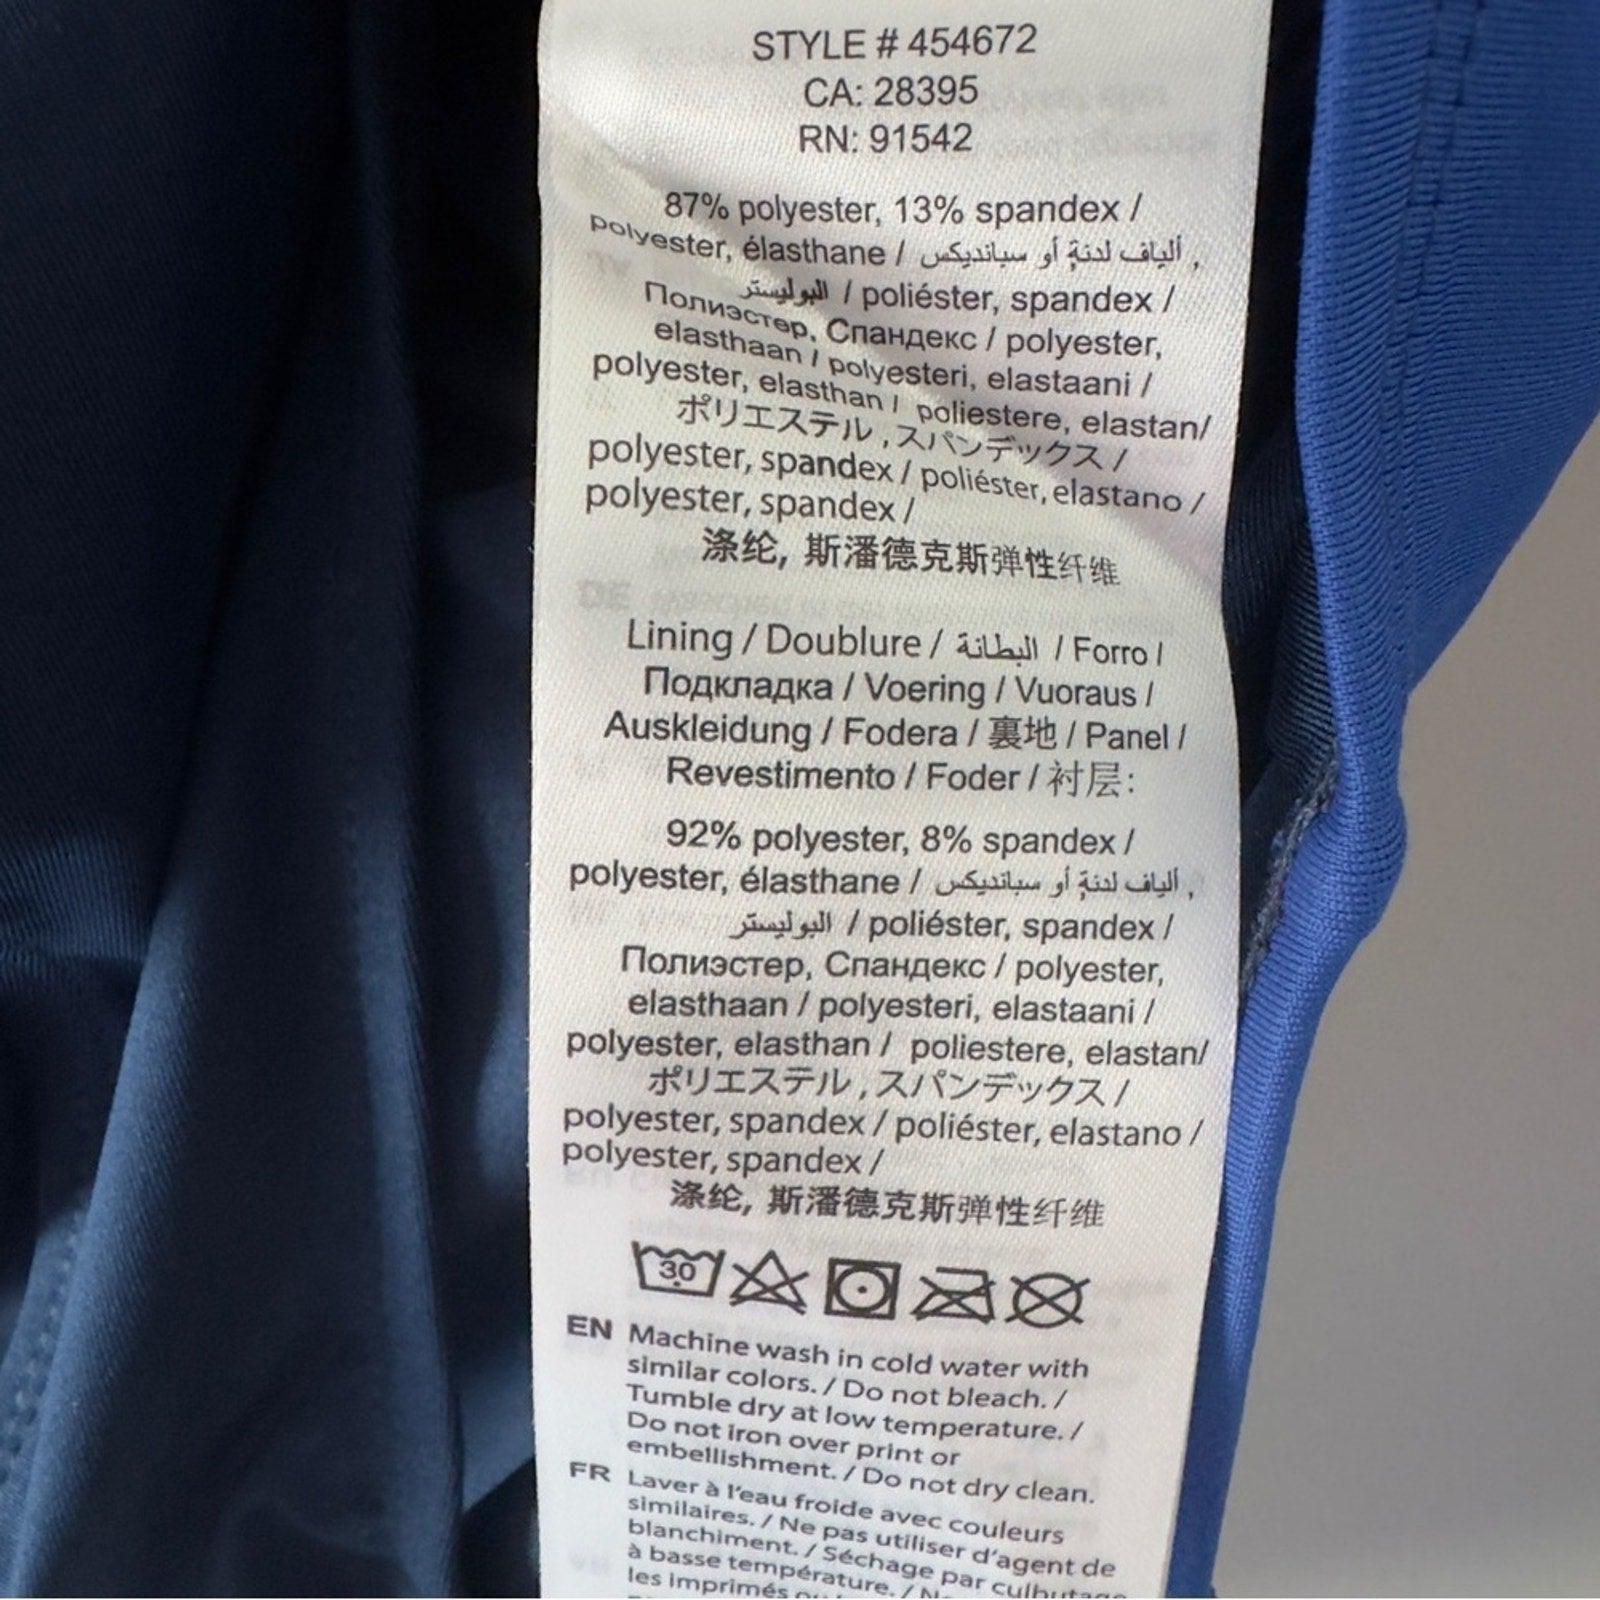 STYLE # 454672
CA: 28395
RN: 91542
87% polyester, 13% spandex /
polyester, élasthane / ألياف لدنةٍ أو سبانديكس ,
البوليستر / poliéster, spandex /
Полиэстер, Спандекс / polyester,
elasthaan / polyesteri, elastaani /
polyester, elasthan / poliestere, elastan/
ポリエステル , スパンデックス /
polyester, spandex / poliéster, elastano /
polyester, spandex /
涤纶, 斯潘德克斯弹性纤维
Lining / Doublure / البطانة / Forro /
Подкладка / Voering / Vuoraus /
Auskleidung / Fodera / 裏地 / Panel /
Revestimento / Foder / 衬层:
92% polyester, 8% spandex /
polyester, élasthane / ألياف لدنةٍ أو سبانديكس ,
البوليستر / poliéster, spandex /
Полиэстер, Спандекс / polyester,
elasthaan / polyesteri, elastaani /
polyester, elasthan / poliestere, elastan/
ポリエステル , スパンデックス /
polyester, spandex / poliéster, elastano /
polyester, spandex /
涤纶, 斯潘德克斯弹性纤维
30
EN Machine wash in cold water with
similar colors. / Do not bleach. /
Tumble dry at low temperature. /
Do not iron over print or
embellishment. / Do not dry clean.
FR Laver à l'eau froide avec couleurs
similaires. / Ne pas utiliser d'agent de
blanchiment. / Séchage par culbutage
à basse température. /
les imprimés